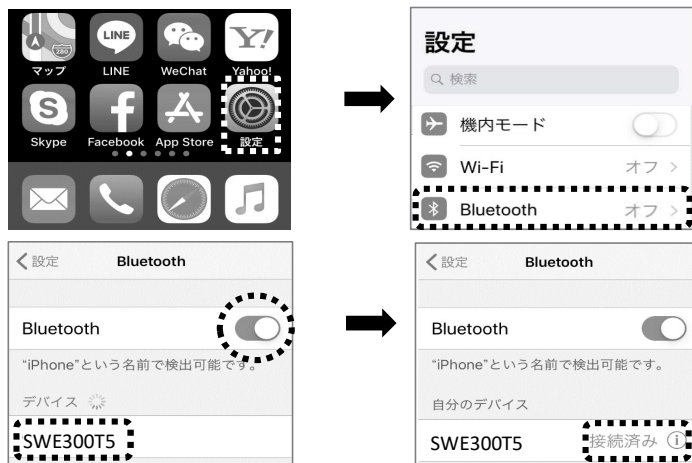 マップ LINE WeChat Yahoo!
Skype Facebook App Store 設定
設定
検索
機内モード
Wi-Fi オフ
Bluetooth オフ
設定 Bluetooth
Bluetooth
“iPhone”という名前で検出可能です。
デバイス
SWE300T5
設定 Bluetooth
Bluetooth
“iPhone”という名前で検出可能です。
自分のデバイス
SWE300T5 接続済み